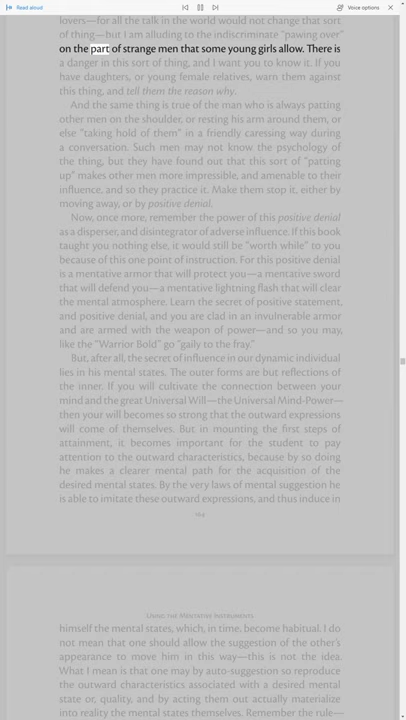 Read aloud
Voice options
lovers—for all the talk in the world would not change that sort
of thing—but I am alluding to the indiscriminate "pawing over"
on the part of strange men that some young girls allow. There is
a danger in this sort of thing, and I want you to know it. If you
have daughters, or young female relatives, warn them against
this thing, and tell them the reason why.
And the same thing is true of the man who is always patting
other men on the shoulder, or resting his arm around them, or
else "taking hold of them" in a friendly caressing way during
a conversation. Such men may not know the psychology of
the thing, but they have found out that this sort of "patting
up" makes other men more impressible, and amenable to their
influence, and so they practice it. Make them stop it, either by
moving away, or by positive denial.
Now, once more, remember the power of this positive denial
as a disperser, and disintegrator of adverse influence. If this book
taught you nothing else, it would still be "worth while" to you
because of this one point of instruction. For this positive denial
is a mentative armor that will protect you—a mentative sword
that will defend you—a mentative lightning flash that will clear
the mental atmosphere. Learn the secret of positive statement,
and positive denial, and you are clad in an invulnerable armor
and are armed with the weapon of power—and so you may,
like the "Warrior Bold" go "gaily to the fray."
But, after all, the secret of influence in our dynamic individual
lies in his mental states. The outer forms are but reflections of
the inner. If you will cultivate the connection between your
mind and the great Universal Will—the Universal Mind-Power—
then your will becomes so strong that the outward expressions
will come of themselves. But in mounting the first steps of
attainment, it becomes important for the student to pay
attention to the outward characteristics, because by so doing
he makes a clearer mental path for the acquisition of the
desired mental states. By the very laws of mental suggestion he
is able to imitate these outward expressions, and thus induce in
164
Using the Mentative Instruments
himself the mental states, which, in time, become habitual. I do
not mean that one should allow the suggestion of the other's
appearance to move him in this way—this is not the idea.
What I mean is that one may by auto-suggestion so reproduce
the outward characteristics associated with a desired mental
state or, quality, and by acting them out actually materialize
into reality the mental states themselves. Remember the rule—